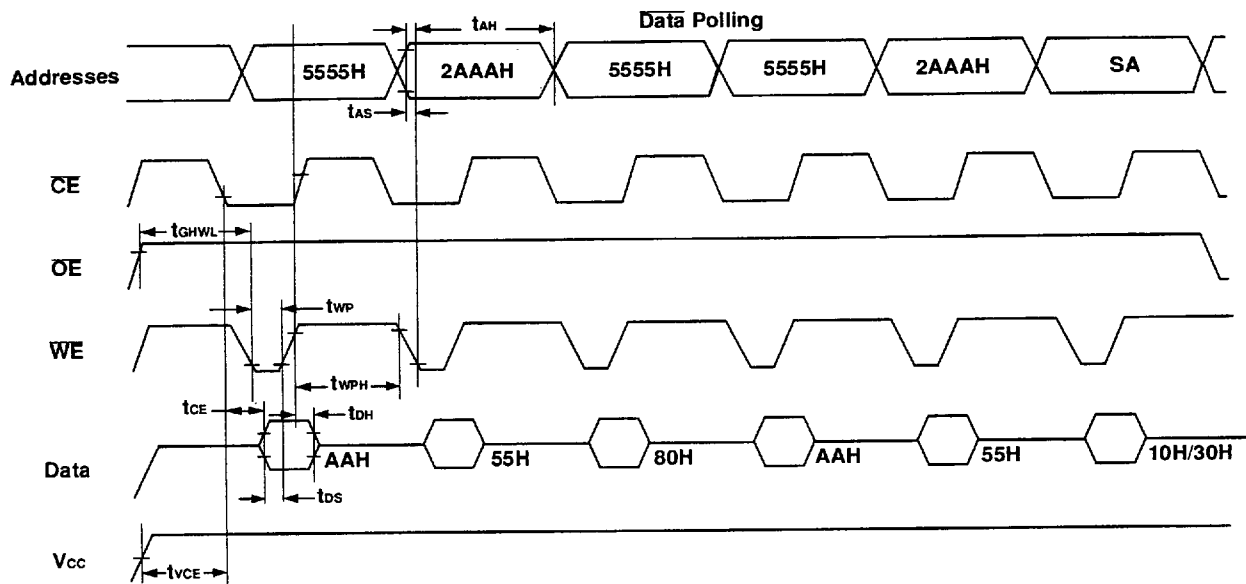 tAH
Data Polling
Addresses 5555H 2AAAH 5555H 5555H 2AAAH SA
tAS
CE
tGHWL
OE
tWP
WE
tWPH
tCE tDH
Data AAH 55H 80H AAH 55H 10H/30H
tDS
VCC
tVCE